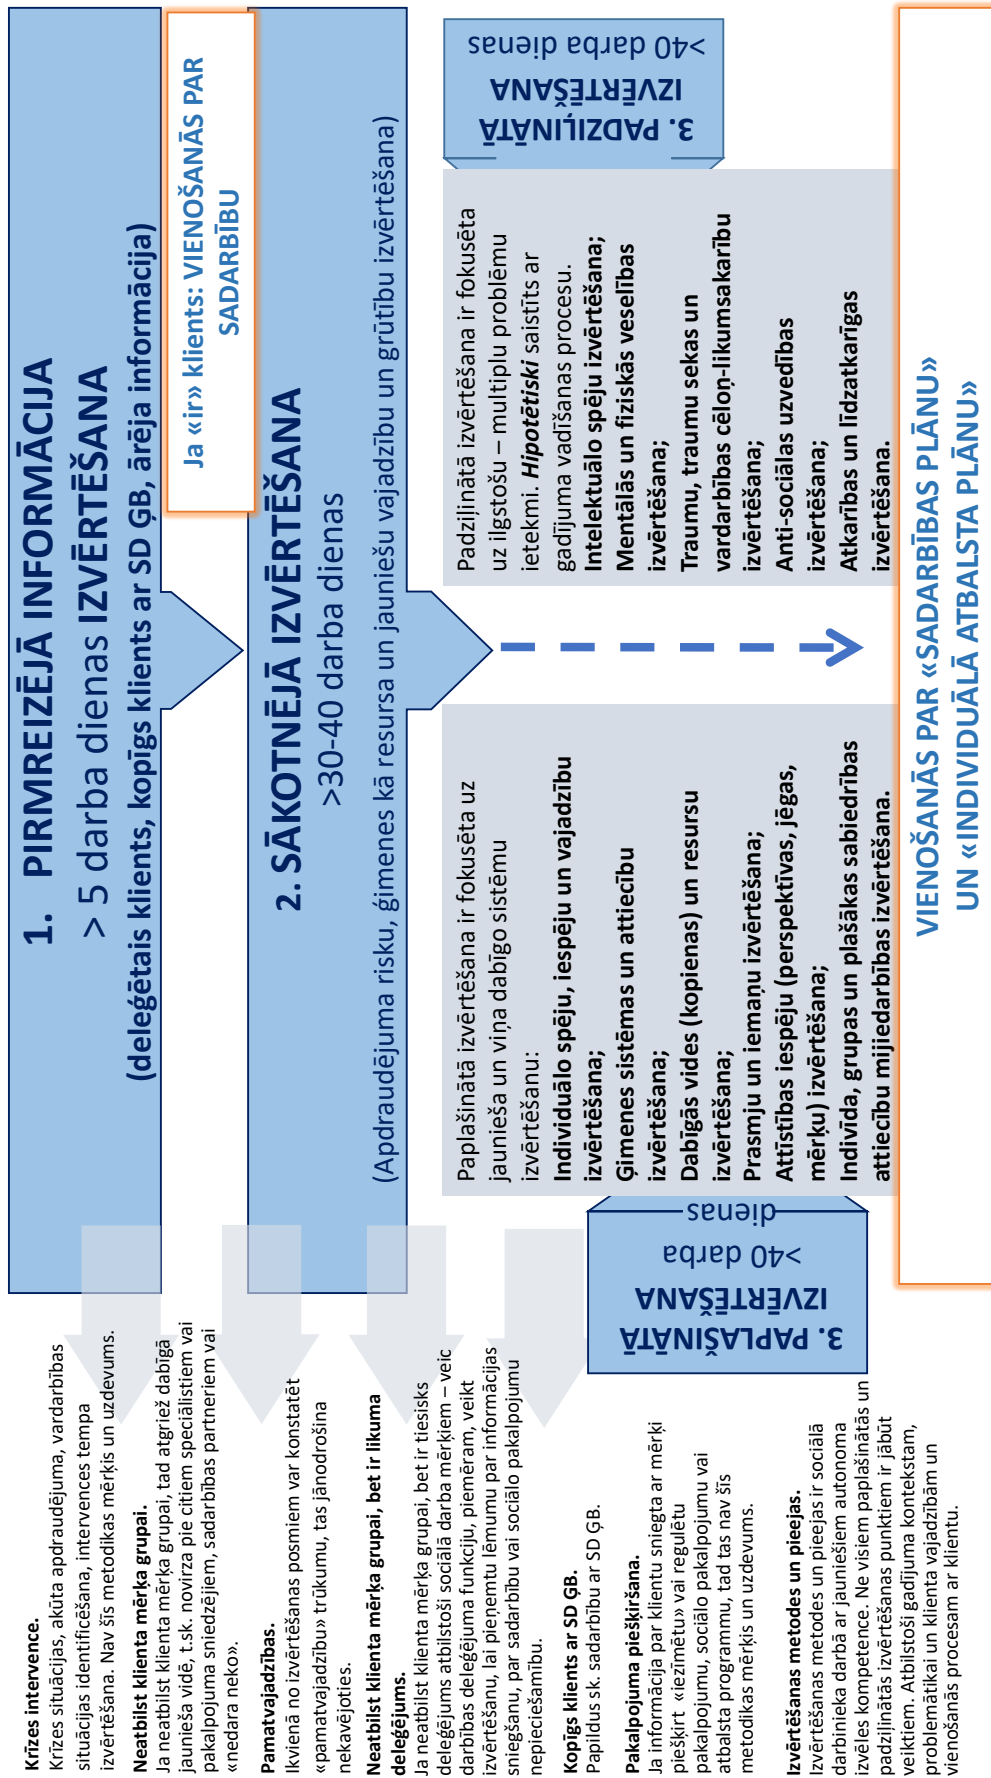 1. PIRMREIZĒJĀ INFORMĀCIJA
> 5 darba dienas IZVĒRTĒŠANA
(deleģētais klients, kopīgs klients ar SD ĢB, ārēja informācija)
Ja «ir» klients: VIENOŠANĀS PAR
SADARBĪBU
2. SĀKOTNĒJĀ IZVĒRTĒŠANA
>30-40 darba dienas
(Apdraudējuma risku, ģimenes kā resursa un jauniešu vajadzību un grūtību izvērtēšana)
3. PAPLAŠINĀTĀ
IZVĒRTĒŠANA
>40 darba
dienas
Paplašinātā izvērtēšana ir fokusēta uz
jaunieša un viņa dabīgo sistēmu
izvērtēšanu:
Individuālo spēju, iespēju un vajadzību
izvērtēšana;
Ģimenes sistēmas un attiecību
izvērtēšana;
Dabīgās vides (kopienas) un resursu
izvērtēšana;
Prasmju un iemaņu izvērtēšana;
Attīstības iespēju (perspektīvas, jēgas,
mērķu) izvērtēšana;
Indivīda, grupas un plašākas sabiedrības
attiecību mijiedarbības izvērtēšana.
3. PADZIĻINĀTĀ
IZVĒRTĒŠANA
>40 darba dienas
Padziļinātā izvērtēšana ir fokusēta
uz ilgstošu – multiplu problēmu
ietekmi. Hipotētiski saistīts ar
gadījuma vadīšanas procesu.
Intelektuālo spēju izvērtēšana;
Mentālās un fiziskās veselības
izvērtēšana;
Traumu, traumu sekas un
vardarbības cēloņ-likumsakarību
izvērtēšana;
Anti-sociālas uzvedības
izvērtēšana;
Atkarības un līdzatkarīgas
izvērtēšana.
VIENOŠANĀS PAR «SADARBĪBAS PLĀNU»
UN «INDIVIDUĀLĀ ATBALSTA PLĀNU»
Krīzes intervence.
Krīzes situācijas, akūta apdraudējuma, vardarbības
situācijas identificēšana, intervences tempa
izvērtēšana. Nav šīs metodikas mērķis un uzdevums.
Neatbilst klienta mērķa grupai.
Ja neatbilst klienta mērķa grupai, tad atgriež dabīgā
jaunieša vidē, t.sk. novirza pie citiem speciālistiem vai
pakalpojuma sniedzējiem, sadarbības partneriem vai
«nedara neko».
Pamatvajadzības.
Ikvienā no izvērtēšanas posmiem var konstatēt
«pamatvajadzību» trūkumu, tas jānodrošina
nekavējoties.
Neatbilst klienta mērķa grupai, bet ir likuma
deleģējums.
Ja neatbilst klienta mērķa grupai, bet ir tiesisks
deleģējums atbilstoši sociālā darba mērķiem – veic
darbības deleģējuma funkciju, piemēram, veikt
izvērtēšanu, lai pieņemtu lēmumu par informācijas
sniegšanu, par sadarbību vai sociālo pakalpojumu
nepieciešamību.
Kopīgs klients ar SD ĢB.
Papildus sk. sadarbību ar SD ĢB.
Pakalpojuma piešķiršana.
Ja informācija par klientu sniegta ar mērķi
piešķirt «iezīmētu» vai regulētu
pakalpojumu, sociālo pakalpojumu vai
atbalsta programmu, tad tas nav šīs
metodikas mērķis un uzdevums.
Izvērtēšanas metodes un pieejas.
Izvērtēšanas metodes un pieejas ir sociālā
darbinieka darbā ar jauniešiem autonoma
izvēles kompetence. Ne visiem paplašinātās un
padziļinātās izvērtēšanas punktiem ir jābūt
veiktiem. Atbilstoši gadījuma kontekstam,
problēmātikai un klienta vajadzībām un
vienošanās procesam ar klientu.